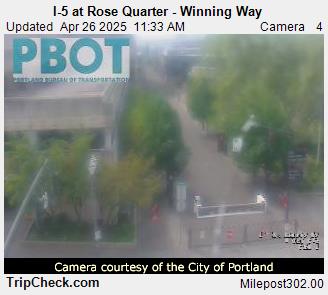 I-5 at Rose Quarter - Winning Way
Updated Apr 26 2025 11:33 AM Camera 4
PBOT
PORTLAND BUREAU OF TRANSPORTATION
Camera courtesy of the City of Portland
TripCheck.com Milepost302.00